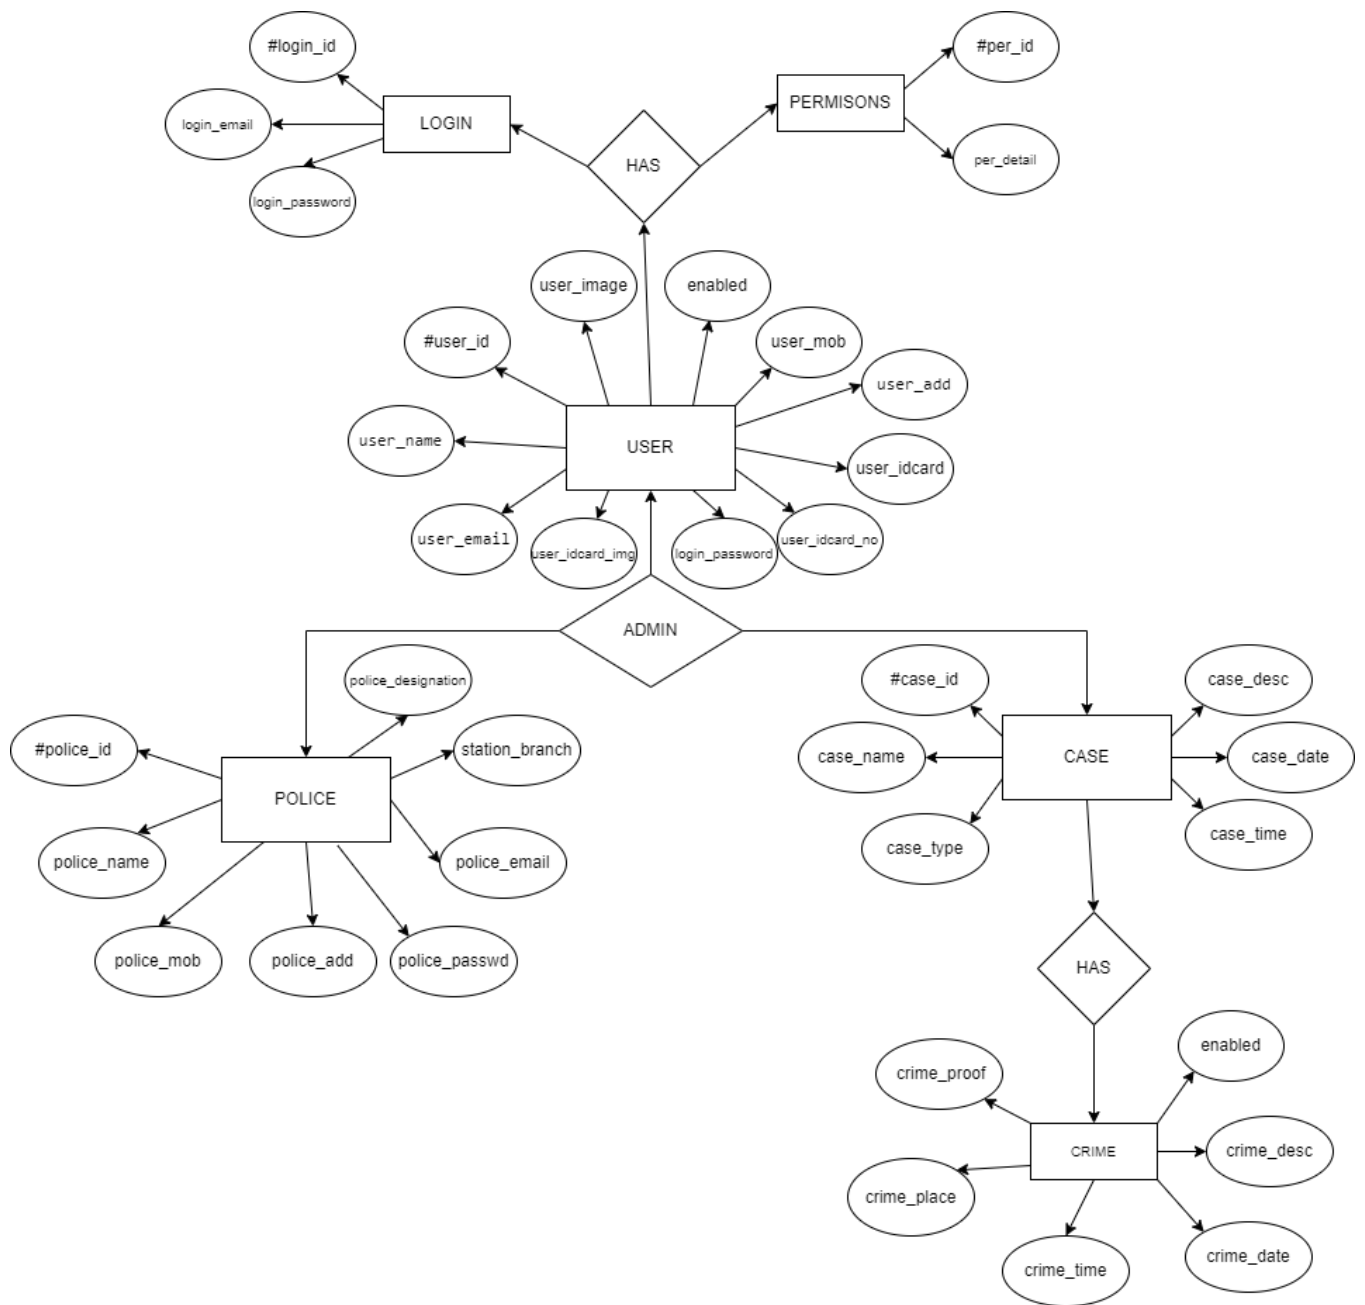 #login_id
#per_id
login_email
LOGIN
PERMISONS
HAS
per_detail
login_password
user_image
enabled
#user_id
user_mob
user_add
user_name
USER
user_idcard
user_email
user_idcard_img
login_password
user_idcard_no
ADMIN
police_designation
#case_id
case_desc
#police_id
station_branch
case_name
CASE
case_date
POLICE
case_type
case_time
police_name
police_email
police_mob
police_add
police_passwd
HAS
enabled
crime_proof
CRIME
crime_desc
crime_place
crime_time
crime_date